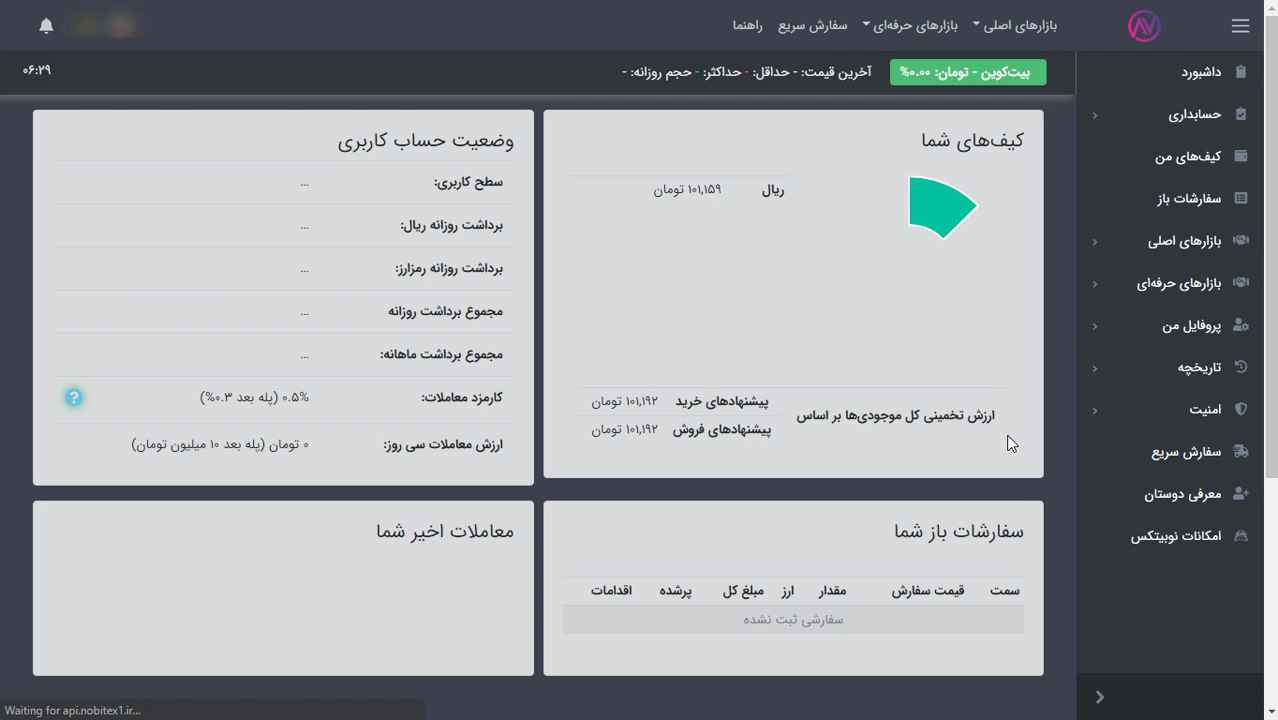 بازارهای اصلی
بازارهای حرفه‌ای
سفارش سریع
راهنما
بیت‌کوین - تومان: ۰.۰۰%
آخرین قیمت: - حداقل: - حداکثر: - حجم روزانه: -
۰۶:۲۹
داشبورد
حسابداری
کیف‌های من
سفارشات باز
بازارهای اصلی
بازارهای حرفه‌ای
پروفایل من
تاریخچه
امنیت
سفارش سریع
معرفی دوستان
امکانات نوبیتکس
کیف‌های شما
ریال ۱۰۱,۱۵۹ تومان
ارزش تخمینی کل موجودی‌ها بر اساس
پیشنهادهای خرید ۱۰۱,۱۹۲ تومان
پیشنهادهای فروش ۱۰۱,۱۹۲ تومان
وضعیت حساب کاربری
سطح کاربری: ...
برداشت روزانه ریال: ...
برداشت روزانه رمزارز: ...
مجموع برداشت روزانه ...
مجموع برداشت ماهانه: ...
کارمزد معاملات: ۰.۵% (پله بعد ۰.۳%)
?
ارزش معاملات سی روز: ۰ تومان (پله بعد ۱۰ میلیون تومان)
سفارشات باز شما
سمت قیمت سفارش مقدار ارز مبلغ کل پرشده اقدامات
سفارشی ثبت نشده
معاملات اخیر شما
Waiting for api.nobitex1.ir...